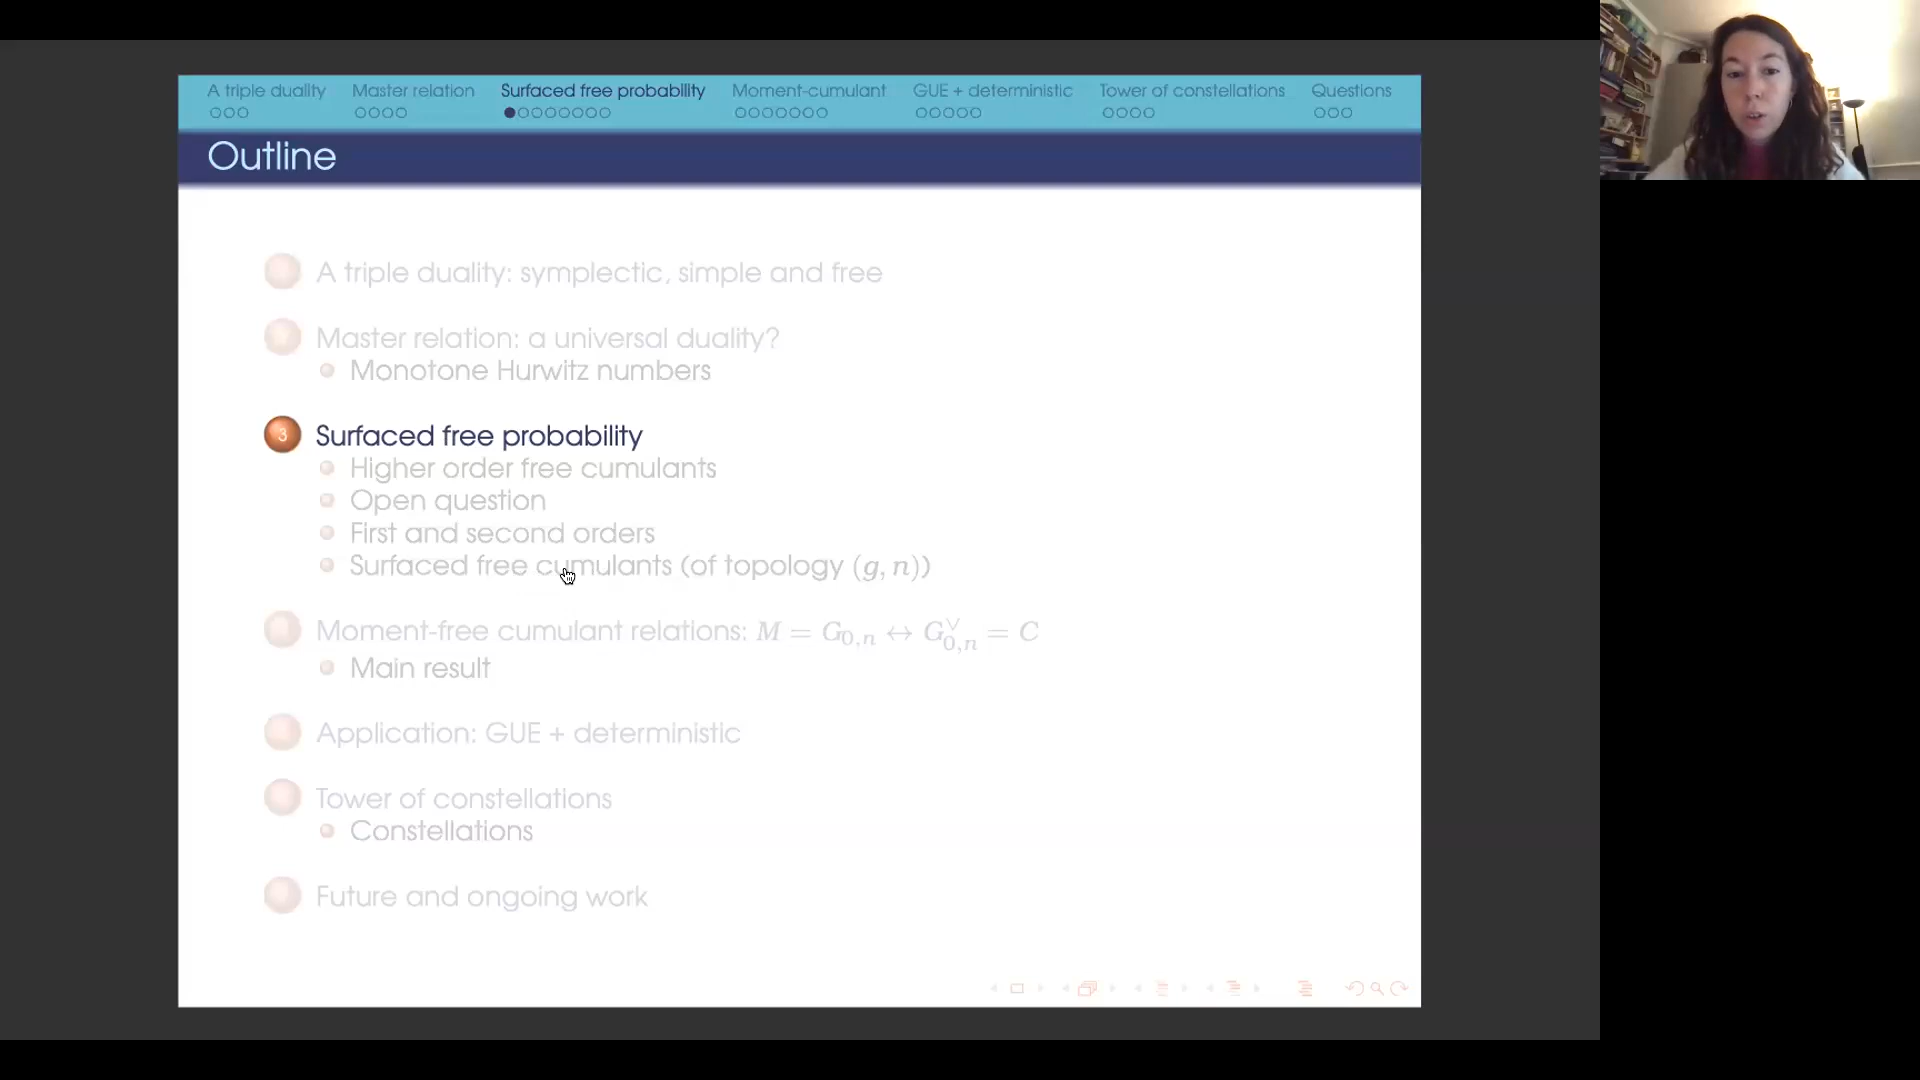 A triple duality Master relation Surfaced free probability Moment-cumulant GUE + deterministic Tower of constellations Questions
Outline
A triple duality: symplectic, simple and free
Master relation: a universal duality?
Monotone Hurwitz numbers
3 Surfaced free probability
Higher order free cumulants
Open question
First and second orders
Surfaced free cumulants (of topology (g, n))
Moment-free cumulant relations: M = G₀,ₙ ↔ G^∨₀,ₙ = C
Main result
Application: GUE + deterministic
Tower of constellations
Constellations
Future and ongoing work